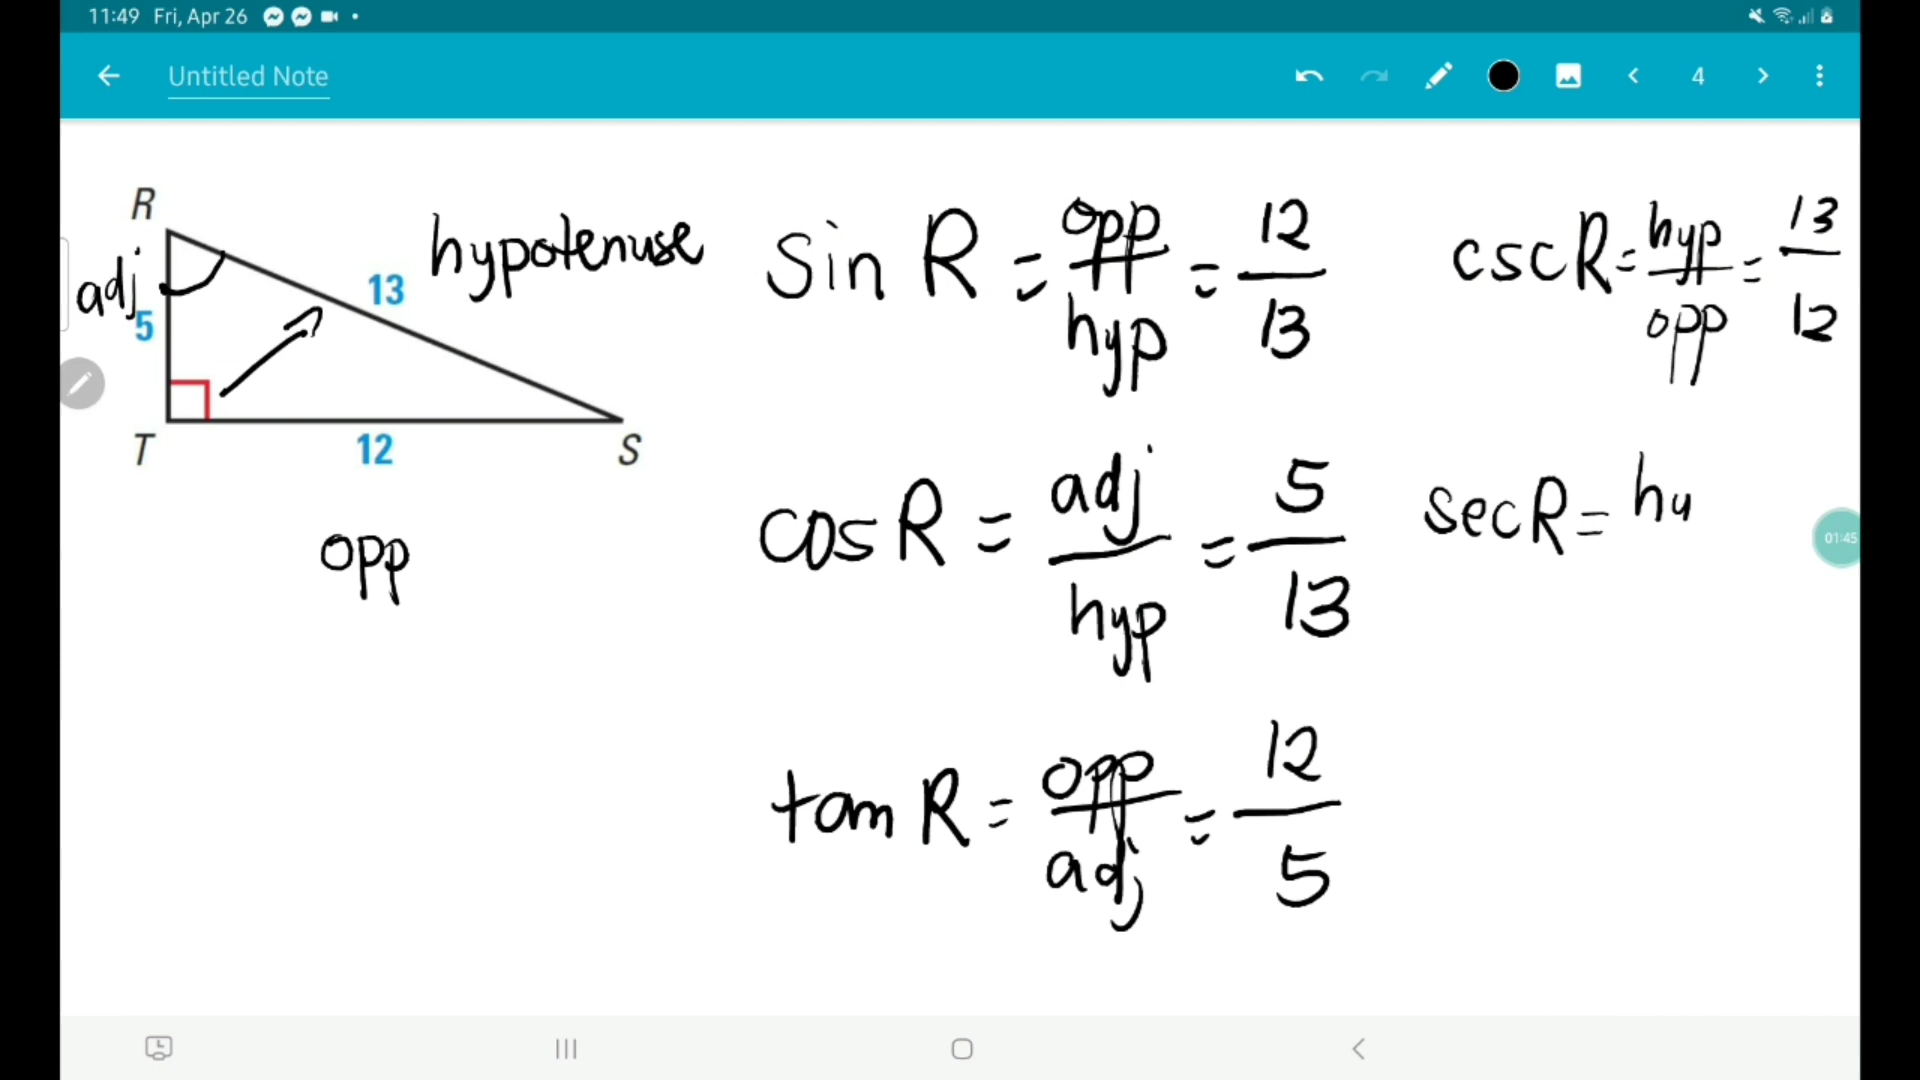 11:49 Fri, Apr 26
Untitled Note
4
R
adj
5
13
hypotenuse
T
12
S
opp
sin R = opp/hyp = 12/13
cscR = hyp/opp = 13/12
cos R = adj/hyp = 5/13
secR = hy
tan R = opp/adj = 12/5
01:45